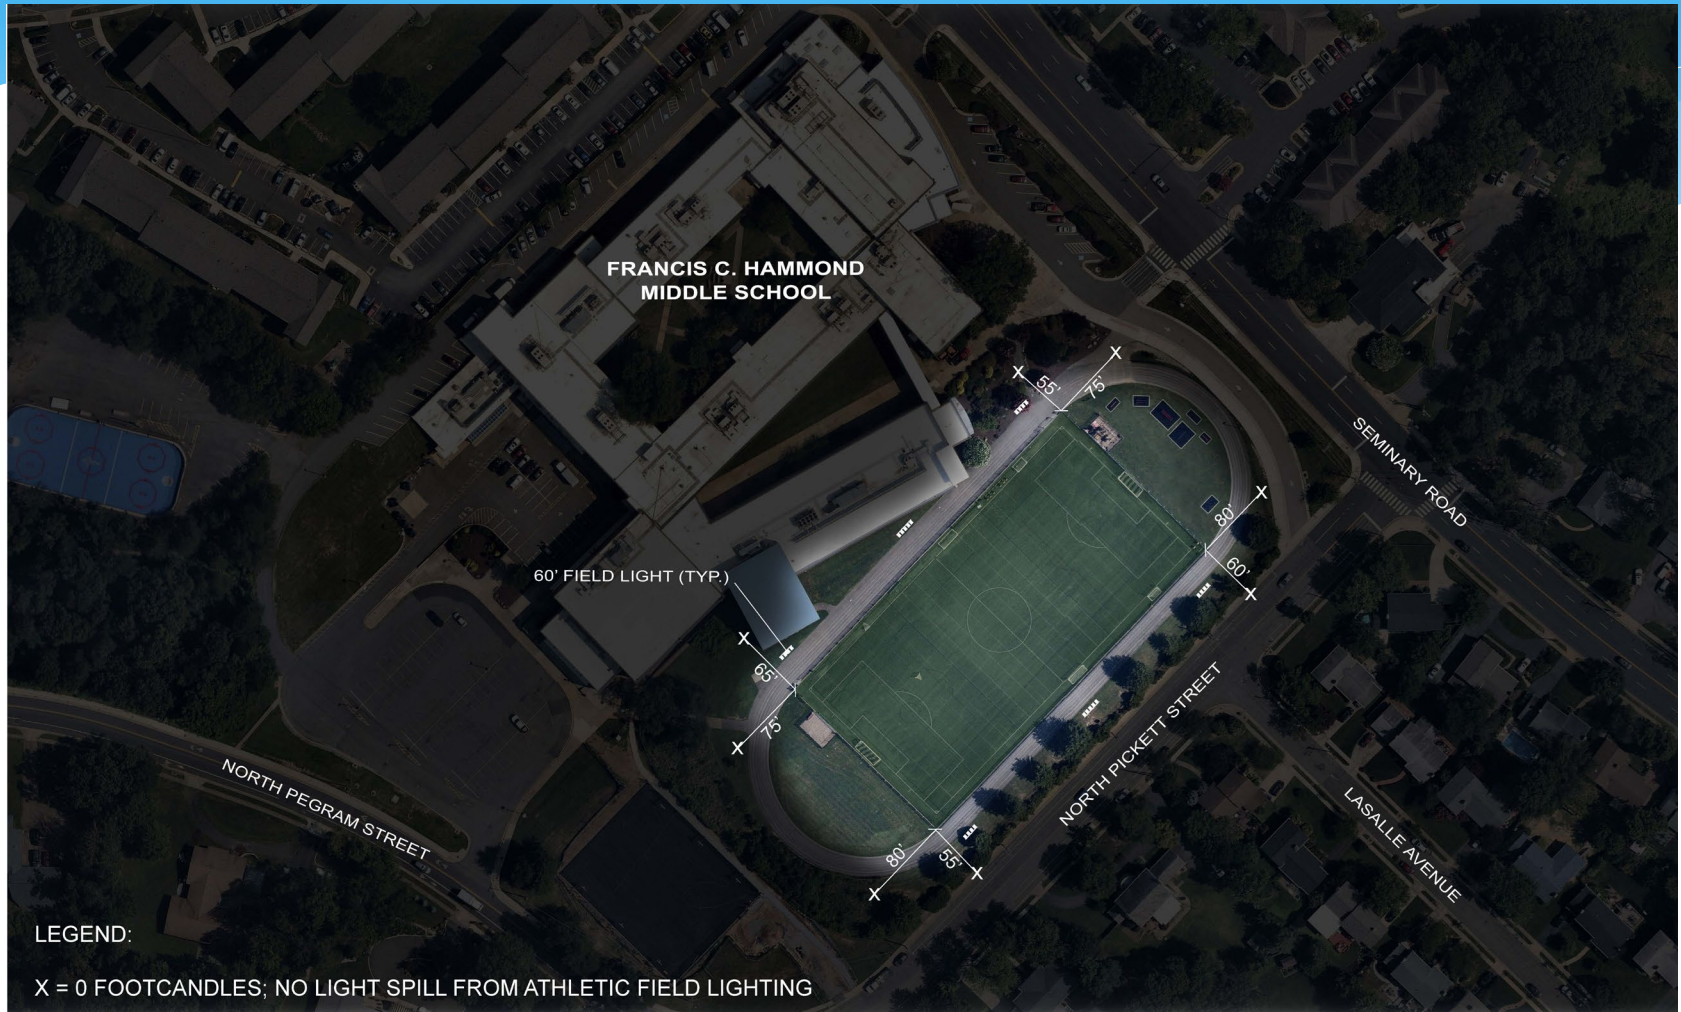 FRANCIS C. HAMMOND
MIDDLE SCHOOL
X
X
55'
75'
SEMINARY ROAD
X
80'
60'
X
60' FIELD LIGHT (TYP.)
X
65'
75'
X
NORTH PICKETT STREET
NORTH PEGRAM STREET
LASALLE AVENUE
80'
55'
X
X
LEGEND:
X = 0 FOOTCANDLES; NO LIGHT SPILL FROM ATHLETIC FIELD LIGHTING